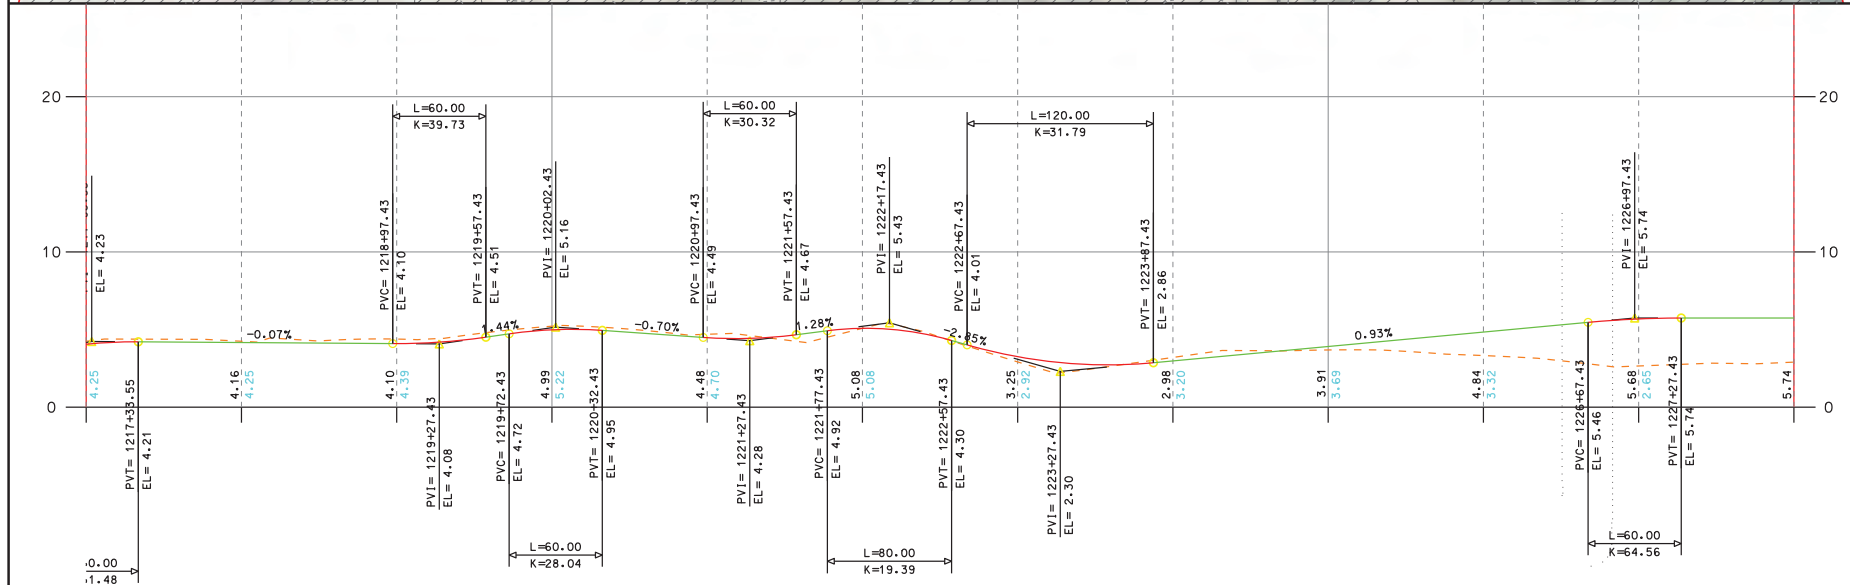 20
20
10
10
0
0
EL= 4.23
L=60.00
K=39.73
L=60.00
K=30.32
L=120.00
K=31.79
PVC= 1218+97.43
EL= 4.10
PVT= 1219+57.43
EL= 4.51
PVI= 1220+02.43
EL= 5.16
PVC= 1220+97.43
EL= 4.49
PVT= 1221+57.43
EL= 4.67
PVI= 1222+17.43
EL= 5.43
PVC= 1222+67.43
EL= 4.01
PVT= 1223+87.43
EL= 2.86
PVI= 1226+97.43
EL= 5.74
-0.07%
1.44%
-0.70%
1.28%
-2.85%
0.93%
4.25
4.16
4.25
4.10
4.39
4.99
5.22
4.48
4.70
5.08
5.08
3.25
2.92
2.98
3.20
3.91
3.69
4.84
3.32
5.68
2.65
5.74
PVT= 1217+33.55
EL= 4.21
PVI= 1219+27.43
EL= 4.08
PVC= 1219+72.43
EL= 4.72
PVT= 1220+32.43
EL= 4.95
PVI= 1221+27.43
EL= 4.28
PVC= 1221+77.43
EL= 4.92
PVT= 1222+57.43
EL= 4.30
PVI= 1223+27.43
EL= 2.30
PVC= 1226+67.43
EL= 5.46
PVT= 1227+27.43
EL= 5.74
0.00
1.48
L=60.00
K=28.04
L=80.00
K=19.39
L=60.00
K=64.56